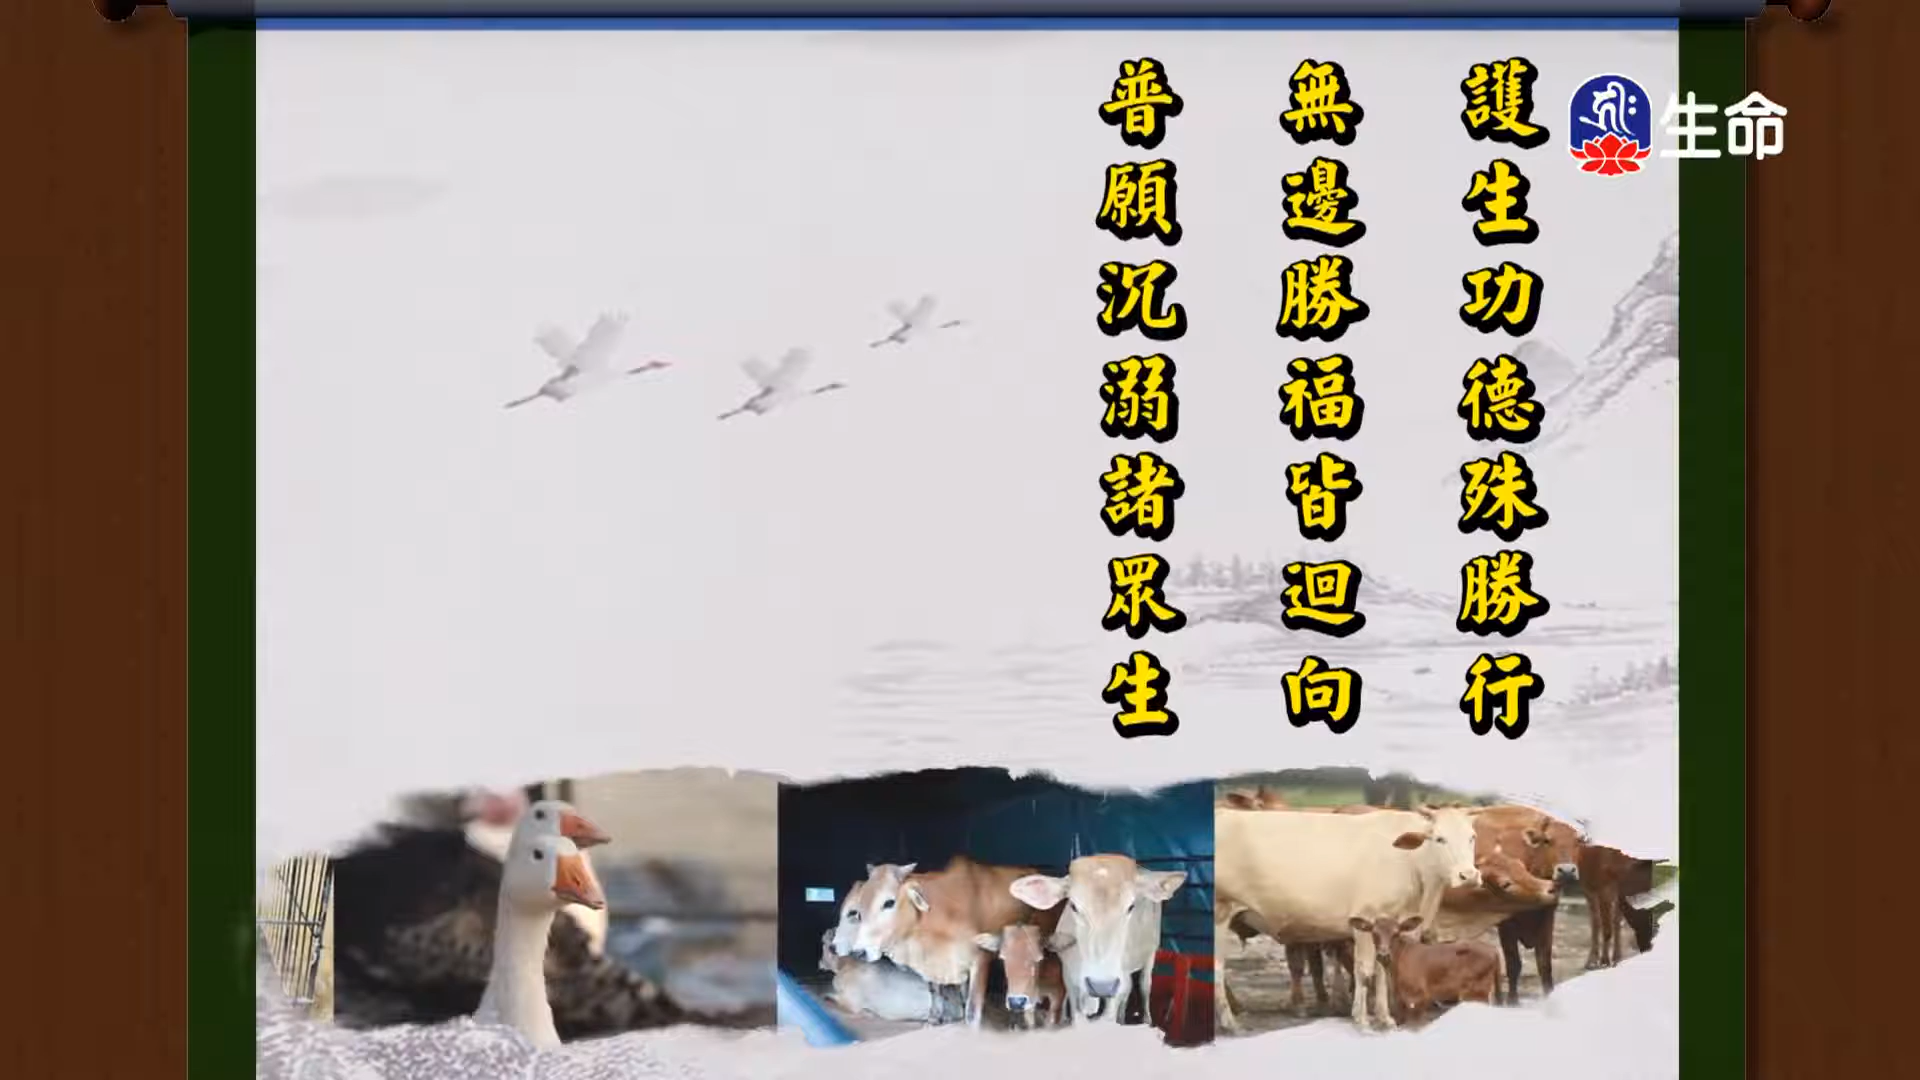 護生功德殊勝行
無邊勝福皆迴向
普願沉溺諸眾生
生命